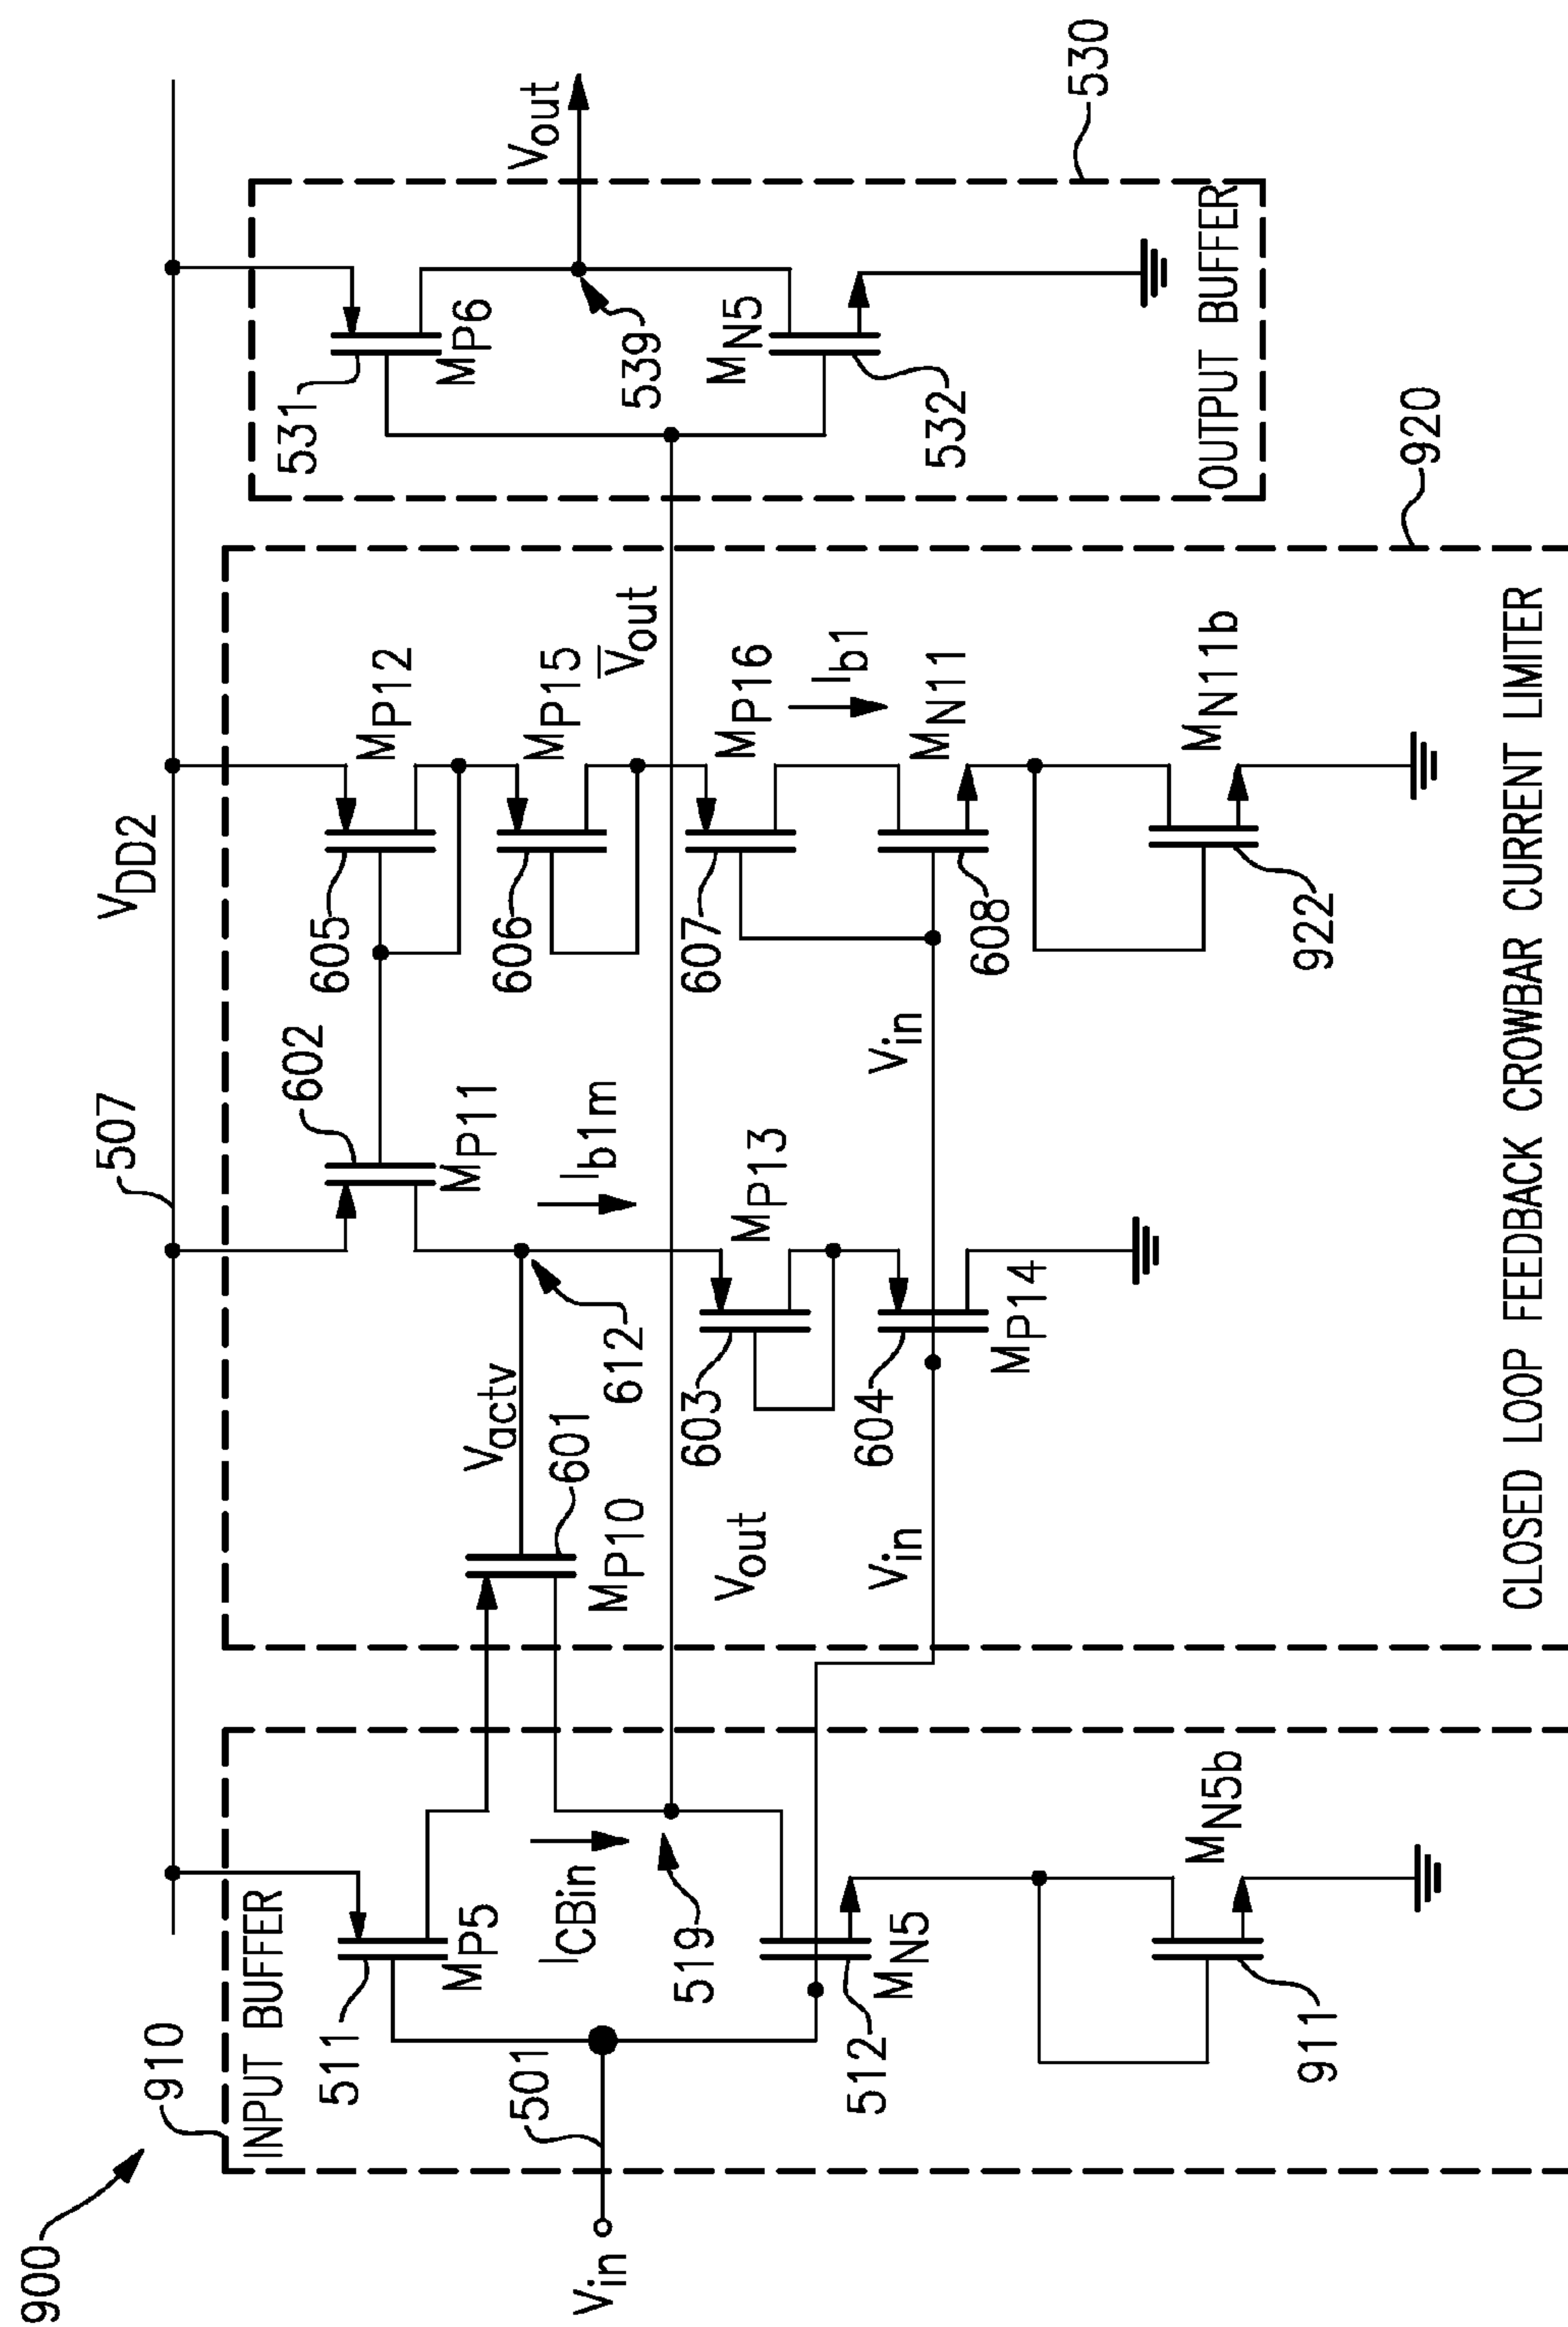 900
910
INPUT BUFFER
Vin
501
511
MP5
ICBin
519
512
MN5
911
MN5b
VDD2
507
602
MP11
Vactv
612
601
MP10
Ib1m
603
MP13
604
MP14
Vout
Vin
Vin
605
MP12
606
MP15
V̅out
607
MP16
Ib1
608
MN11
922
MN11b
CLOSED LOOP FEEDBACK CROWBAR CURRENT LIMITER
920
531
MP6
539
Vout
MN5
532
OUTPUT BUFFER
530